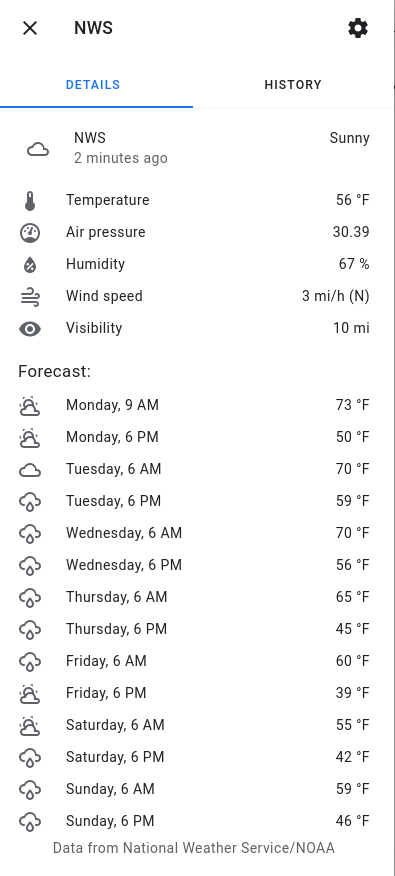 NWS
DETAILS HISTORY
NWS Sunny
2 minutes ago
Temperature 56 °F
Air pressure 30.39
Humidity 67 %
Wind speed 3 mi/h (N)
Visibility 10 mi
Forecast:
Monday, 9 AM 73 °F
Monday, 6 PM 50 °F
Tuesday, 6 AM 70 °F
Tuesday, 6 PM 59 °F
Wednesday, 6 AM 70 °F
Wednesday, 6 PM 56 °F
Thursday, 6 AM 65 °F
Thursday, 6 PM 45 °F
Friday, 6 AM 60 °F
Friday, 6 PM 39 °F
Saturday, 6 AM 55 °F
Saturday, 6 PM 42 °F
Sunday, 6 AM 59 °F
Sunday, 6 PM 46 °F
Data from National Weather Service/NOAA